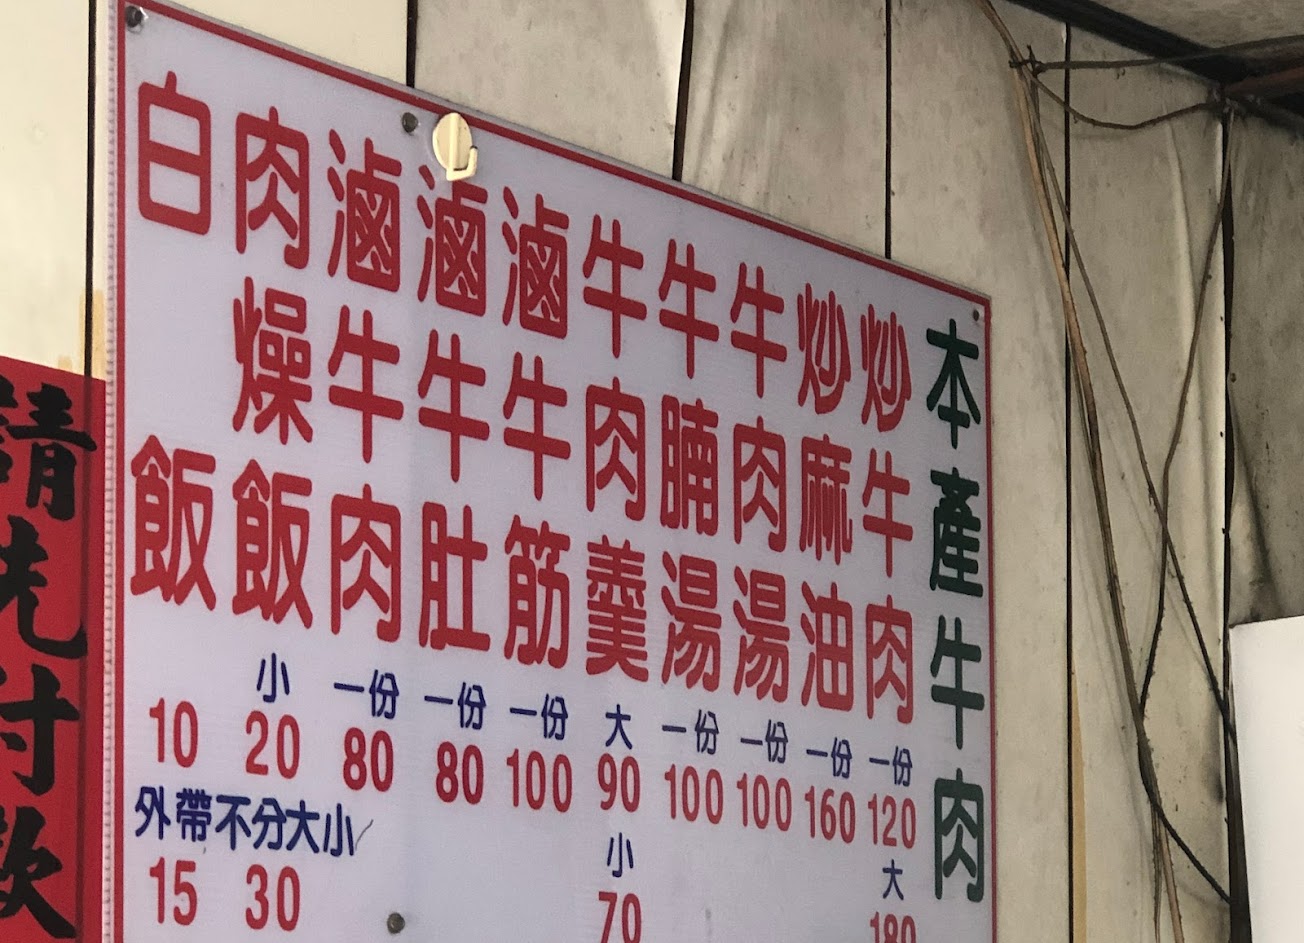 本產牛肉
炒牛肉 一份 120 大 180
炒麻油 一份 160
牛肉湯 一份 100
牛腩湯 一份 100
牛肉羹 大 90 小 70
滷牛筋 一份 100
滷牛肚 一份 80
滷牛肉 一份 80
肉燥飯 小 20
白飯 10
外帶不分大小
15 30
請先付款